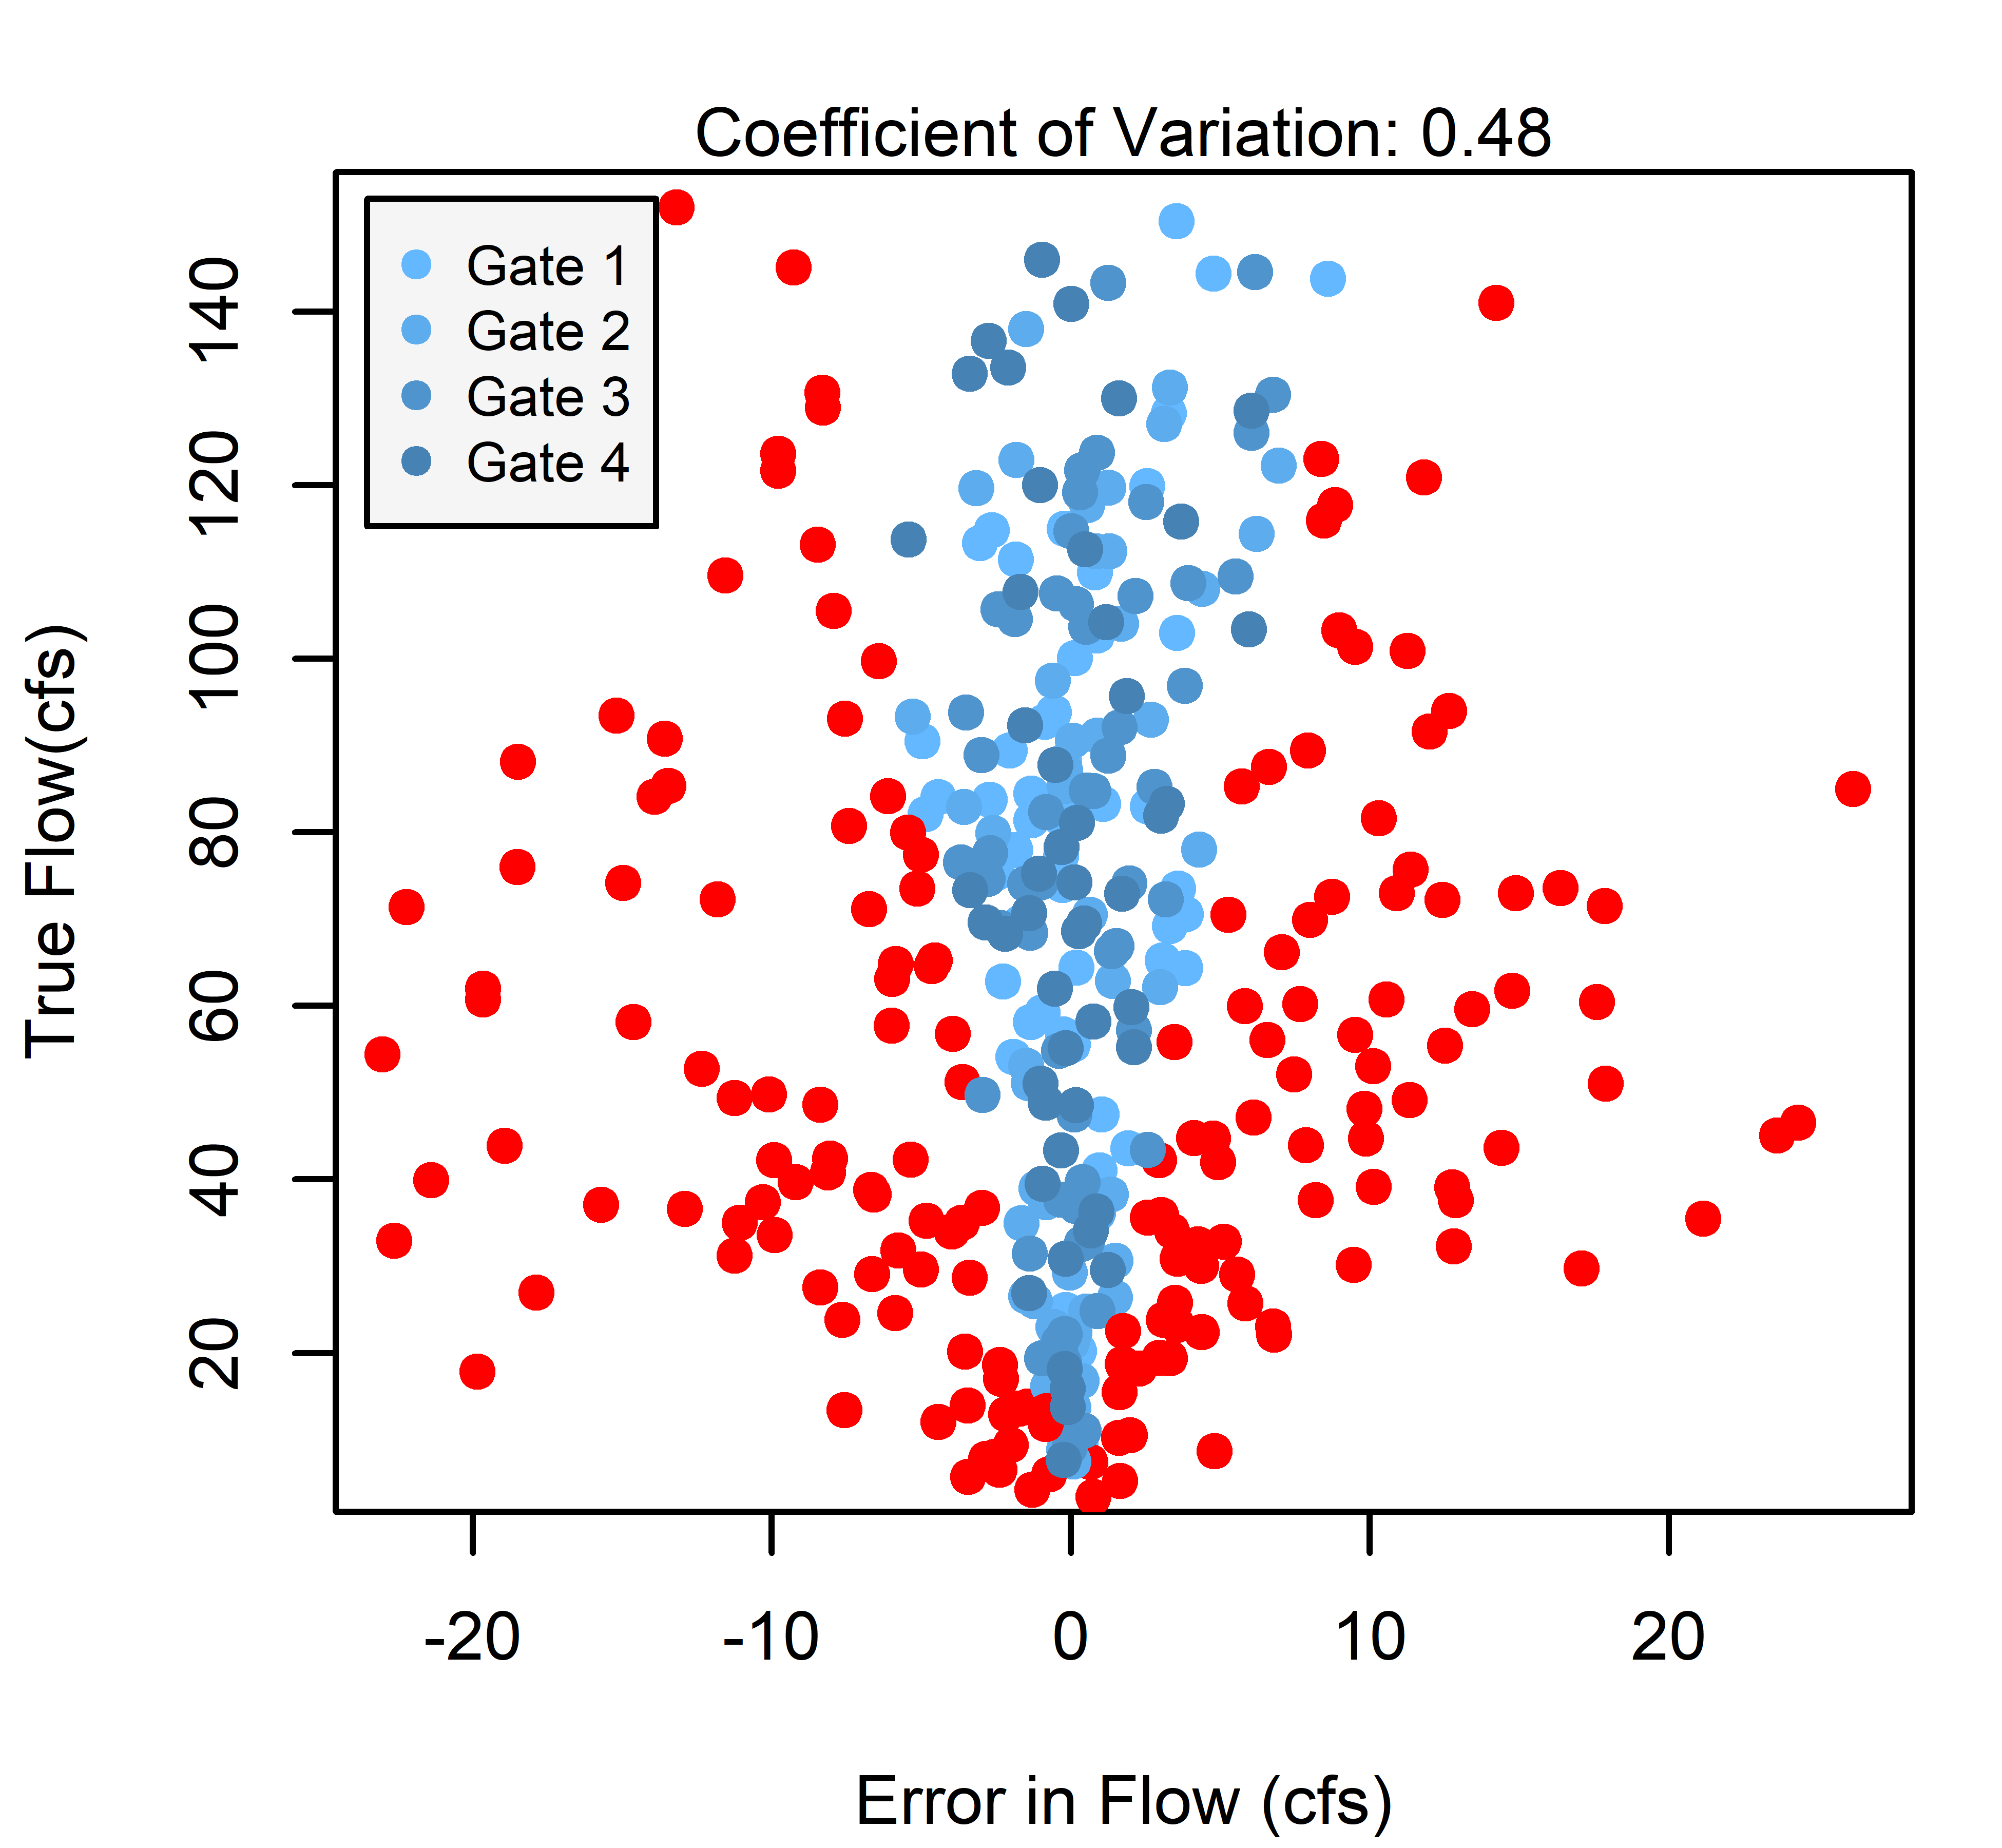 Coefficient of Variation: 0.48
Gate 1
Gate 2
Gate 3
Gate 4
True Flow(cfs)
140
120
100
80
60
40
20
-20 -10 0 10 20
Error in Flow (cfs)